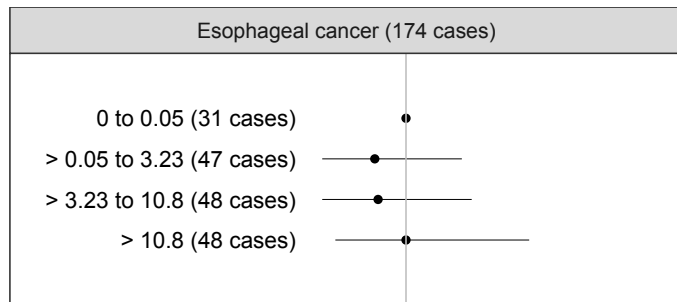 Esophageal cancer (174 cases)
0 to 0.05 (31 cases)
> 0.05 to 3.23 (47 cases)
> 3.23 to 10.8 (48 cases)
> 10.8 (48 cases)